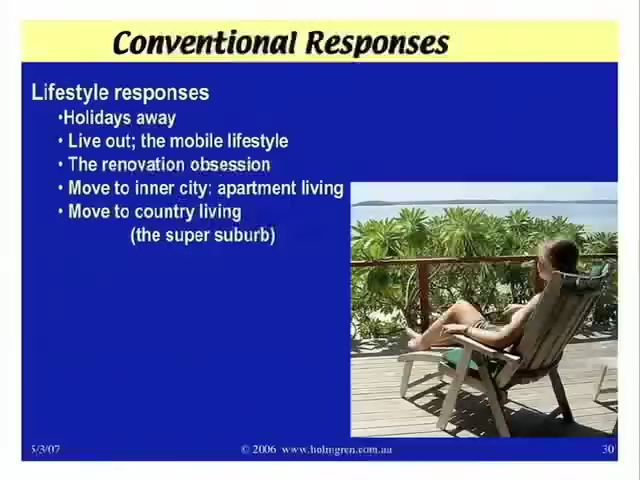 Conventional Responses
Lifestyle responses
•Holidays away
• Live out; the mobile lifestyle
• The renovation obsession
• Move to inner city: apartment living
• Move to country living
(the super suburb)
5/3/07
© 2006 www.holmgren.com.au
30